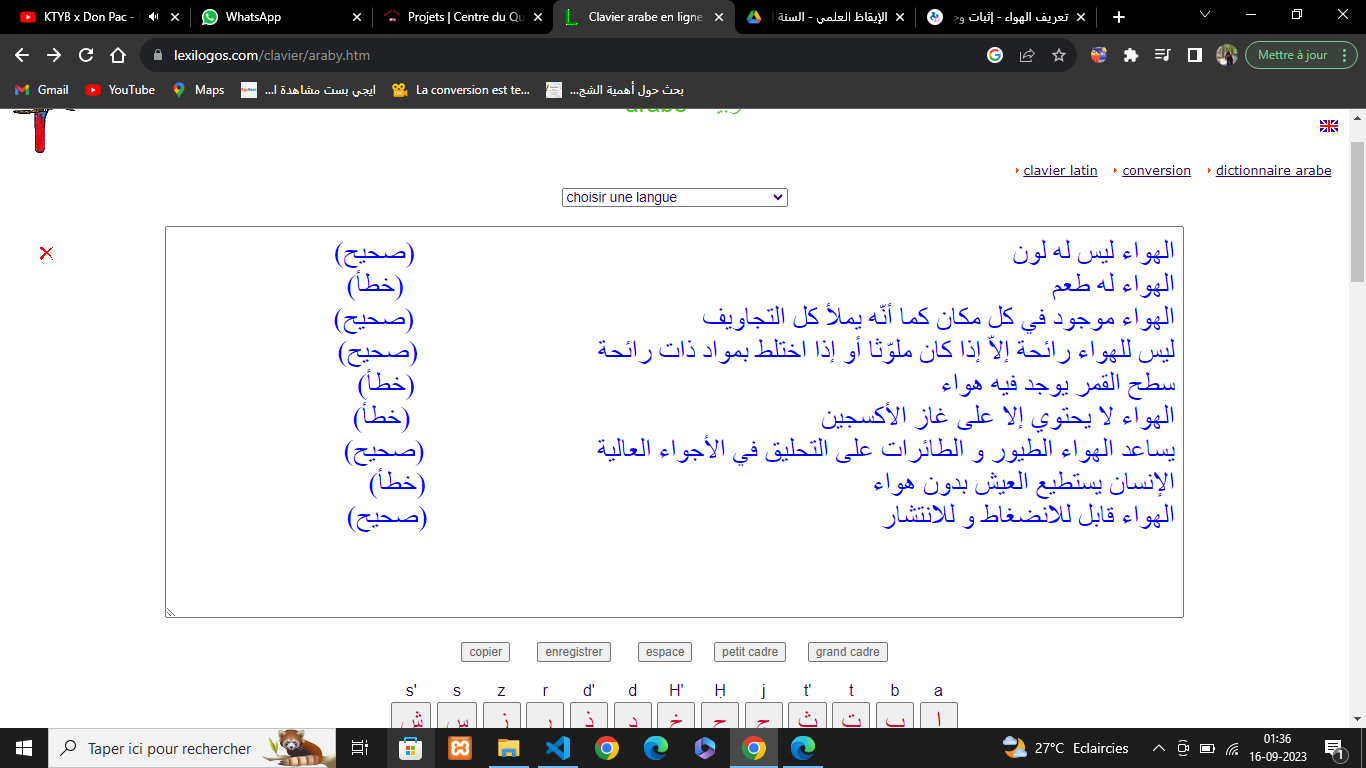 KTYB x Don Pac -
WhatsApp
Projets | Centre du Qu
Clavier arabe en ligne
الإيقاظ العلمي - السنة
تعريف الهواء - إثبات وج
lexilogos.com/clavier/araby.htm
Mettre à jour
Gmail
YouTube
Maps
ايجي بست مشاهدة ا...
La conversion est te...
بحث حول أهمية الشج...
clavier latin
conversion
dictionnaire arabe
choisir une langue
الهواء ليس له لون (صحيح)
الهواء له طعم (خطأ)
الهواء موجود في كل مكان كما أنّه يملأ كل التجاويف (صحيح)
ليس للهواء رائحة إلاّ إذا كان ملوّثا أو إذا اختلط بمواد ذات رائحة (صحيح)
سطح القمر يوجد فيه هواء (خطأ)
الهواء لا يحتوي إلا على غاز الأكسجين (خطأ)
يساعد الهواء الطيور و الطائرات على التحليق في الأجواء العالية (صحيح)
الإنسان يستطيع العيش بدون هواء (خطأ)
الهواء قابل للانضغاط و للانتشار (صحيح)
copier
enregistrer
espace
petit cadre
grand cadre
s' s z r d' d H' Ḥ j t' t b a
ش س ز ر ذ د خ ح ج ث ت ب ا
Taper ici pour rechercher
27°C Eclaircies
01:36
16-09-2023
1